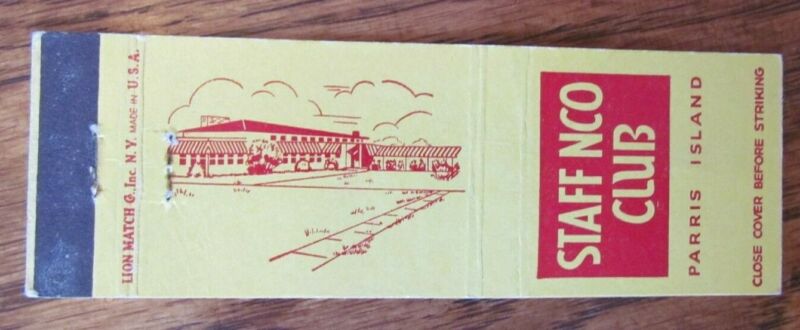 STAFF NCO
CLUB
PARRIS ISLAND
CLOSE COVER BEFORE STRIKING
LION MATCH Co., Inc. N.Y. MADE IN U.S.A.